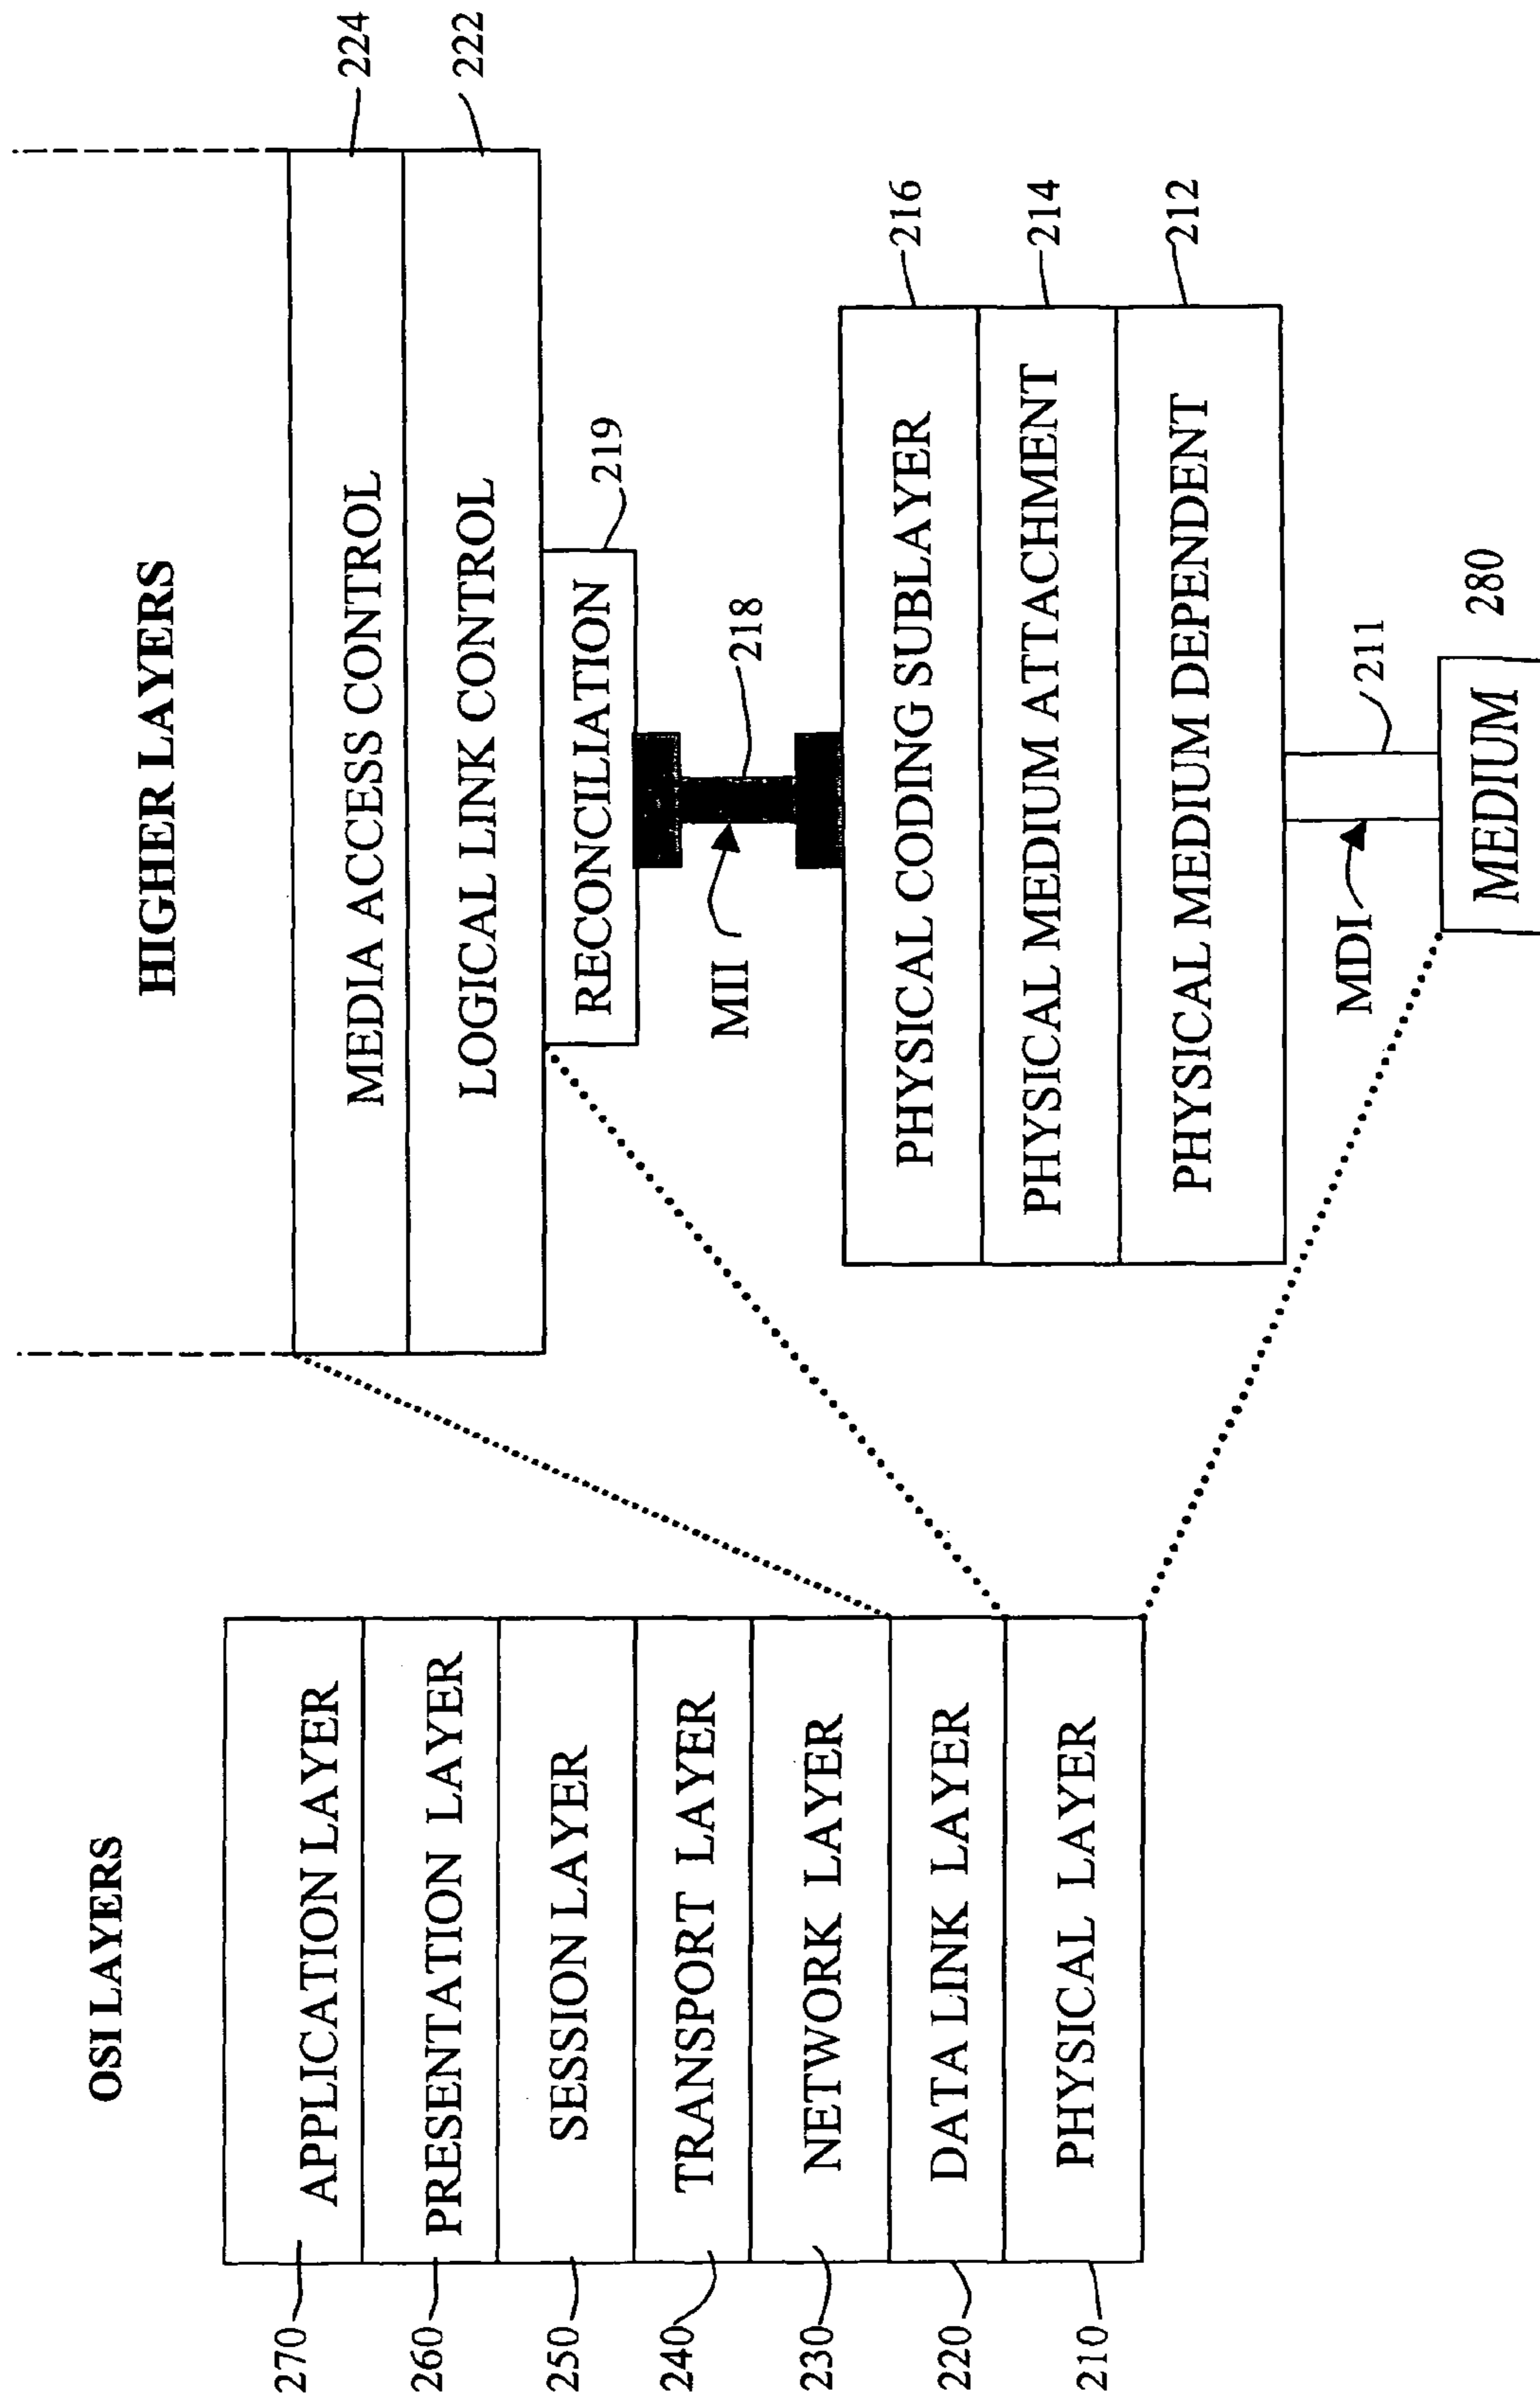 OSI LAYERS
270 APPLICATION LAYER
260 PRESENTATION LAYER
250 SESSION LAYER
240 TRANSPORT LAYER
230 NETWORK LAYER
220 DATA LINK LAYER
210 PHYSICAL LAYER
HIGHER LAYERS
MEDIA ACCESS CONTROL 224
LOGICAL LINK CONTROL 222
RECONCILIATION 219
MII 218
PHYSICAL CODING SUBLAYER 216
PHYSICAL MEDIUM ATTACHMENT 214
PHYSICAL MEDIUM DEPENDENT 212
MDI 211
MEDIUM 280